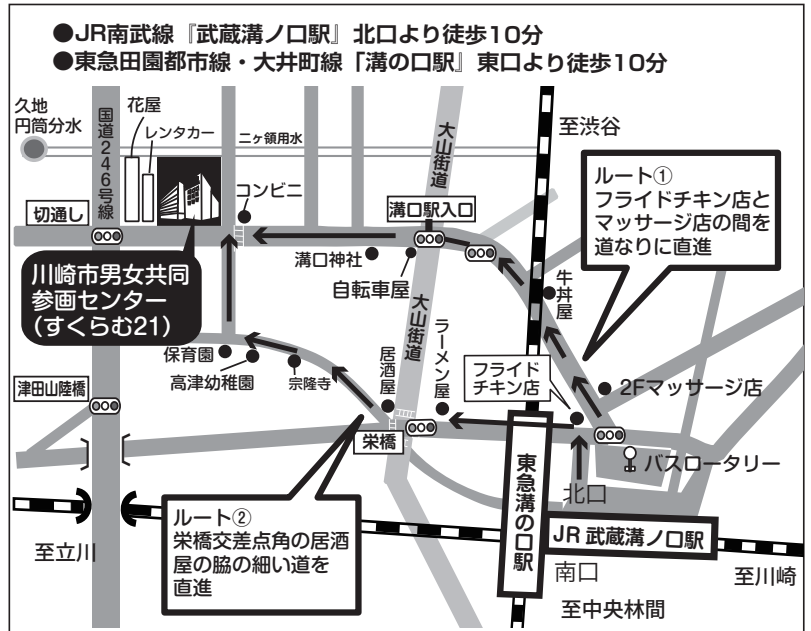 ●JR南武線『武蔵溝ノ口駅』北口より徒歩10分
●東急田園都市線・大井町線「溝の口駅』東口より徒歩10分
久地
円筒分水
国道246号線
花屋
レンタカー
ニヶ領用水
大山街道
至渋谷
ルート①
フライドチキン店と
マッサージ店の間を
道なりに直進
コンビニ
切通し
溝口駅入口
溝口神社
自転車屋
牛丼屋
川崎市男女共同
参画センター
(すくらむ21)
大山街道
ラーメン屋
居酒屋
フライド
チキン店
2Fマッサージ店
保育園
高津幼稚園
宗隆寺
津田山陸橋
栄橋
バスロータリー
北口
東急溝の口駅
JR 武蔵溝ノ口駅
ルート②
栄橋交差点角の居酒
屋の脇の細い道を
直進
至立川
南口
至川崎
至中央林間